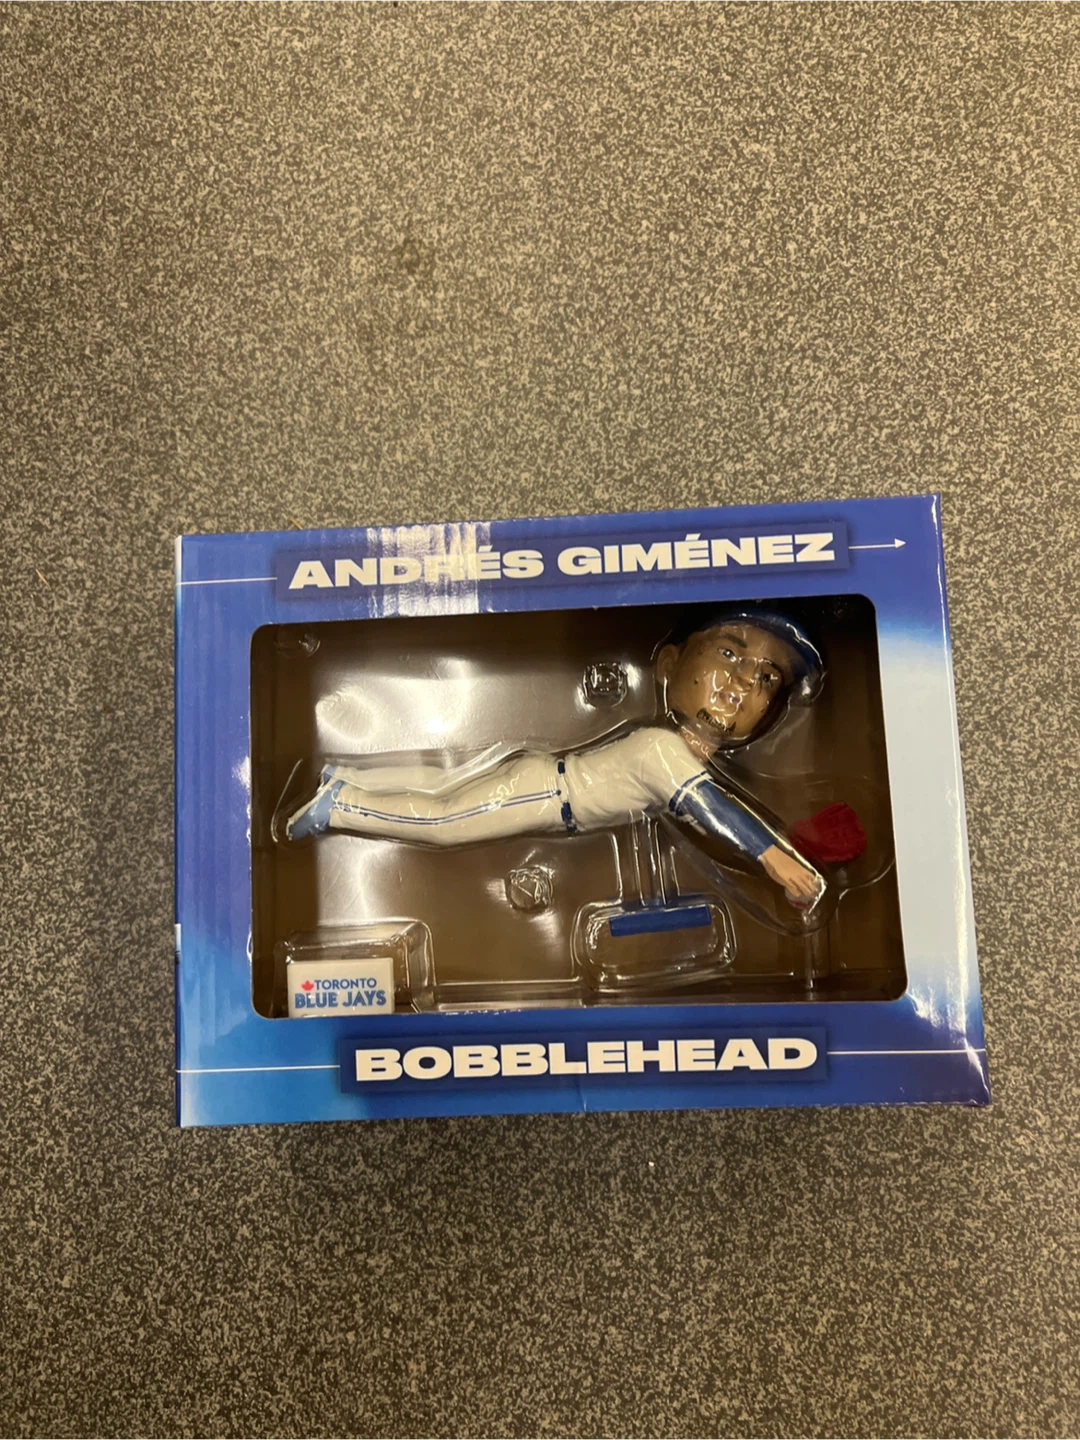 ANDRÉS GIMÉNEZ
TORONTO
BLUE JAYS
BOBBLEHEAD